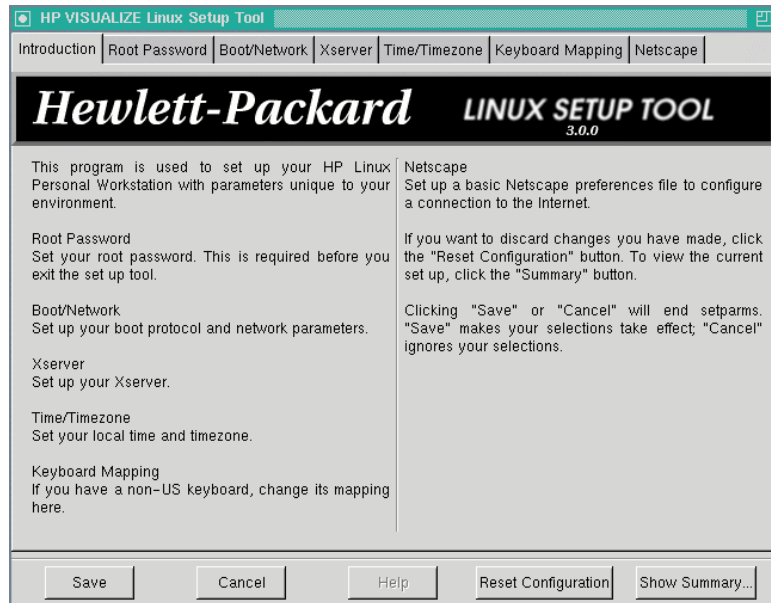 HP VISUALIZE Linux Setup Tool
Introduction Root Password Boot/Network Xserver Time/Timezone Keyboard Mapping Netscape
Hewlett-Packard LINUX SETUP TOOL
3.0.0
This program is used to set up your HP Linux
Personal Workstation with parameters unique to your
environment.
Root Password
Set your root password. This is required before you
exit the set up tool.
Boot/Network
Set up your boot protocol and network parameters.
Xserver
Set up your Xserver.
Time/Timezone
Set your local time and timezone.
Keyboard Mapping
If you have a non-US keyboard, change its mapping
here.
Netscape
Set up a basic Netscape preferences file to configure
a connection to the Internet.
If you want to discard changes you have made, click
the "Reset Configuration" button. To view the current
set up, click the "Summary" button.
Clicking "Save" or "Cancel" will end setparms.
"Save" makes your selections take effect; "Cancel"
ignores your selections.
Save Cancel Help Reset Configuration Show Summary...